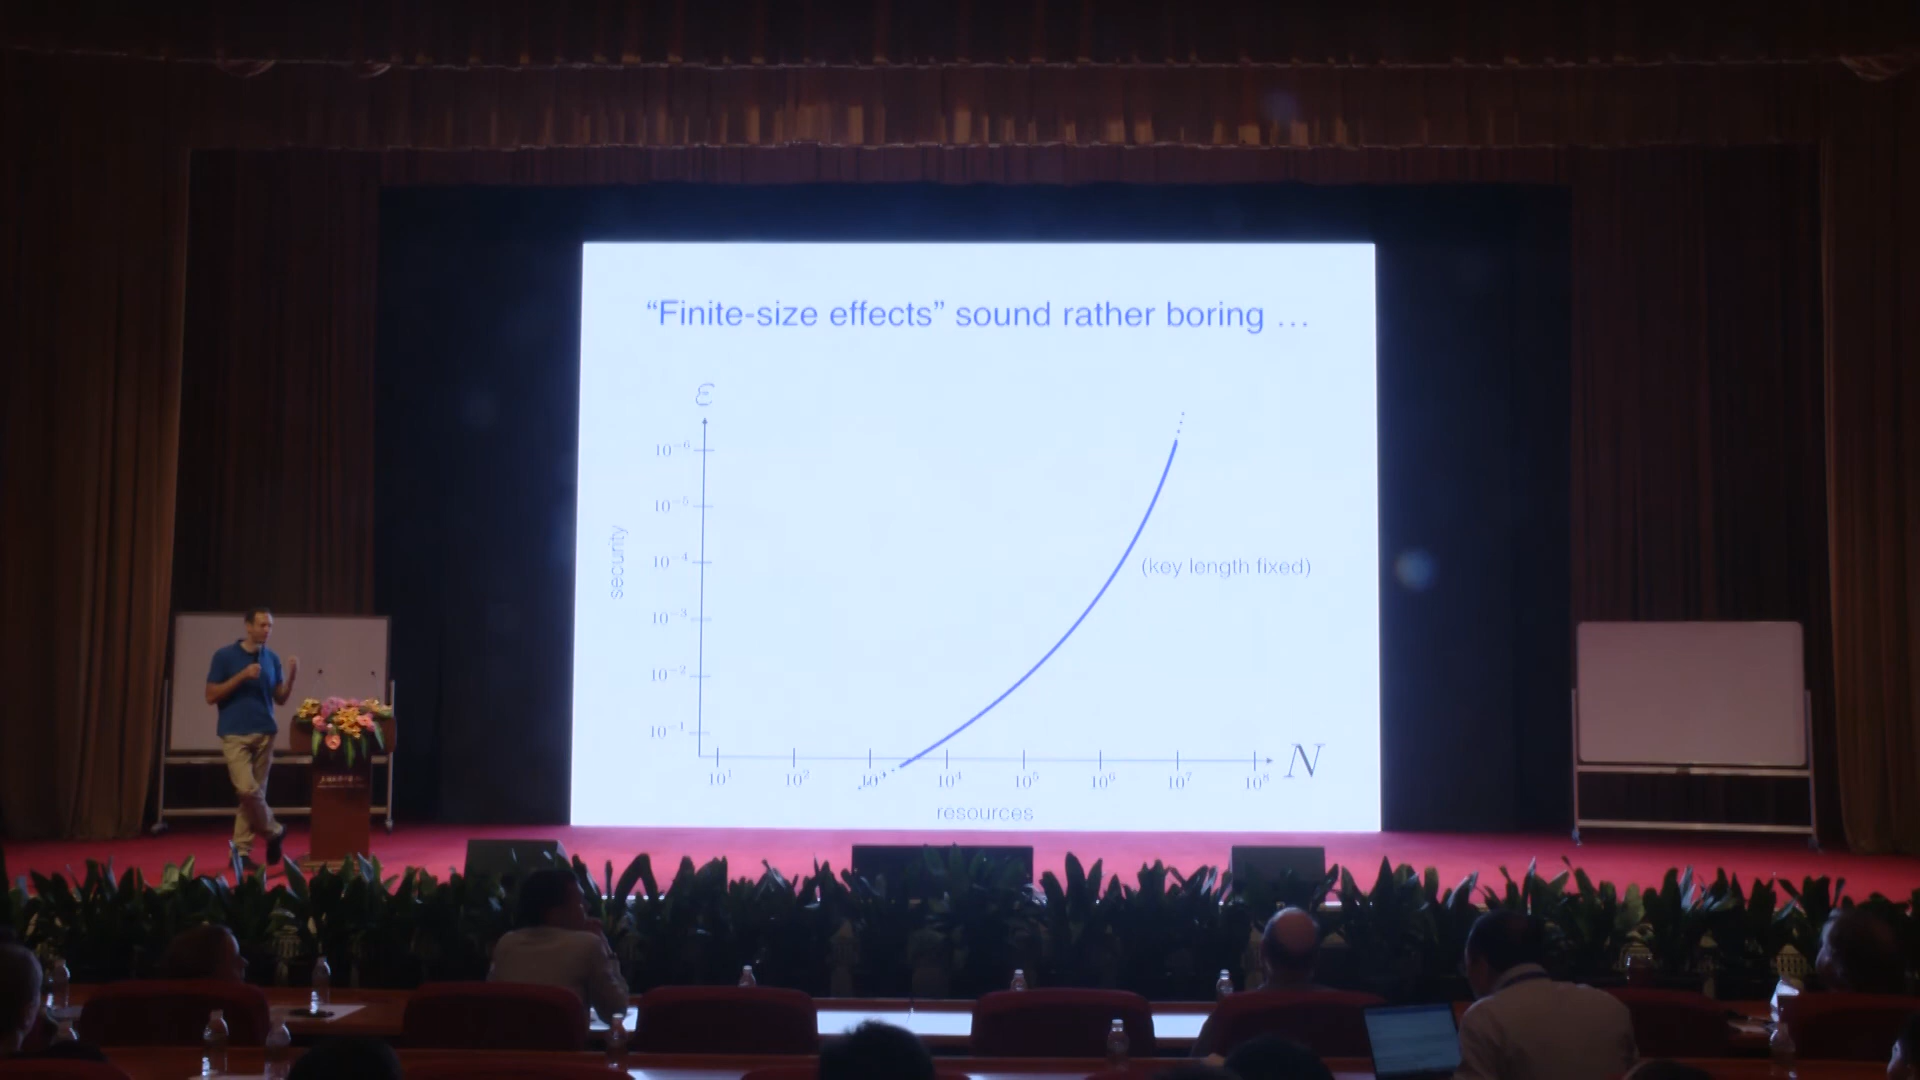 “Finite-size effects” sound rather boring ...
ε
10⁻⁶
10⁻⁵
10⁻⁴
10⁻³
10⁻²
10⁻¹
security
(key length fixed)
10¹ 10² 10³ 10⁴ 10⁵ 10⁶ 10⁷ 10⁸
N
resources